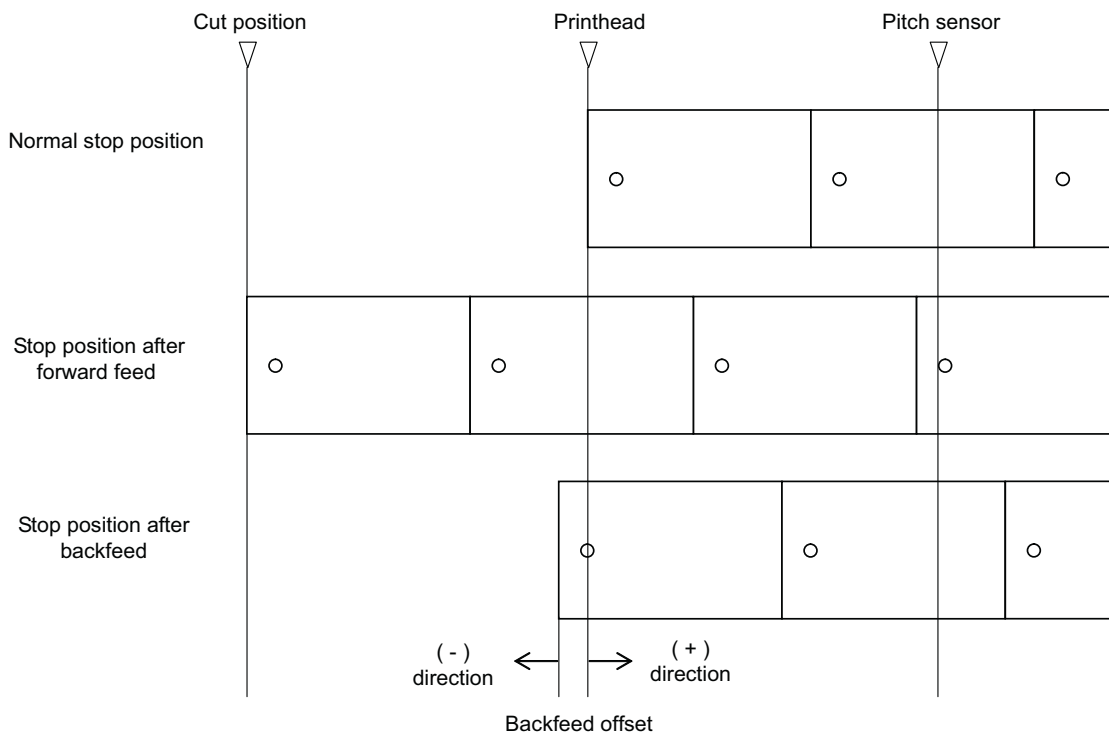 Cut position
Printhead
Pitch sensor
Normal stop position
Stop position after
forward feed
Stop position after
backfeed
( - )
direction
( + )
direction
Backfeed offset